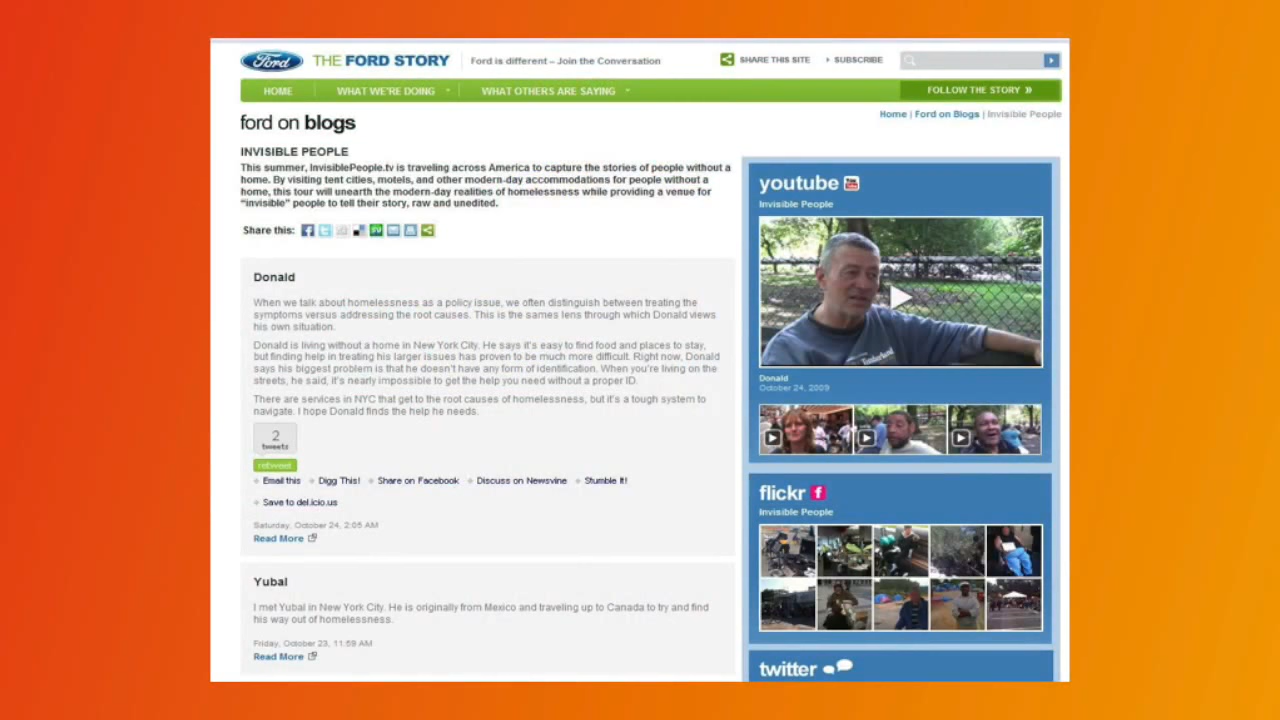 Ford THE FORD STORY Ford is different – Join the Conversation SHARE THIS SITE SUBSCRIBE
HOME WHAT WE'RE DOING WHAT OTHERS ARE SAYING FOLLOW THE STORY »
Home | Ford on Blogs | Invisible People
ford on blogs
INVISIBLE PEOPLE
This summer, InvisiblePeople.tv is traveling across America to capture the stories of people without a
home. By visiting tent cities, motels, and other modern-day accommodations for people without a
home, this tour will unearth the modern-day realities of homelessness while providing a venue for
“invisible” people to tell their story, raw and unedited.
Share this:
Donald
When we talk about homelessness as a policy issue, we often distinguish between treating the
symptoms versus addressing the root causes. This is the sames lens through which Donald views
his own situation.
Donald is living without a home in New York City. He says it's easy to find food and places to stay,
but finding help in treating his larger issues has proven to be much more difficult. Right now, Donald
says his biggest problem is that he doesn't have any form of identification. When you're living on the
streets, he said, it's nearly impossible to get the help you need without a proper ID.
There are services in NYC that get to the root causes of homelessness, but it's a tough system to
navigate. I hope Donald finds the help he needs.
2
tweets
retweet
Email this Digg This! Share on Facebook Discuss on Newsvine Stumble It!
Save to del.icio.us
Saturday, October 24, 2:05 AM
Read More
Yubal
I met Yubal in New York City. He is originally from Mexico and traveling up to Canada to try and find
his way out of homelessness.
Friday, October 23, 11:59 AM
Read More
youtube
Invisible People
Timberland
Donald
October 24, 2009
flickr f
Invisible People
twitter